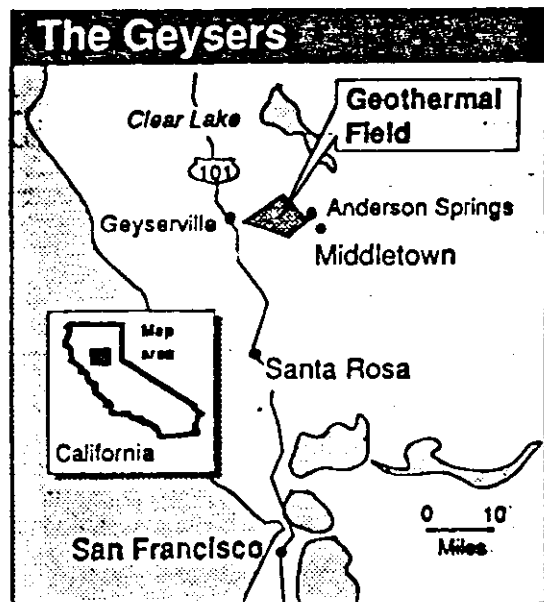 The Geysers
Geothermal
Field
Clear Lake
101
Geyserville
Anderson Springs
Middletown
Map
area
Santa Rosa
California
0 10
Miles
San Francisco